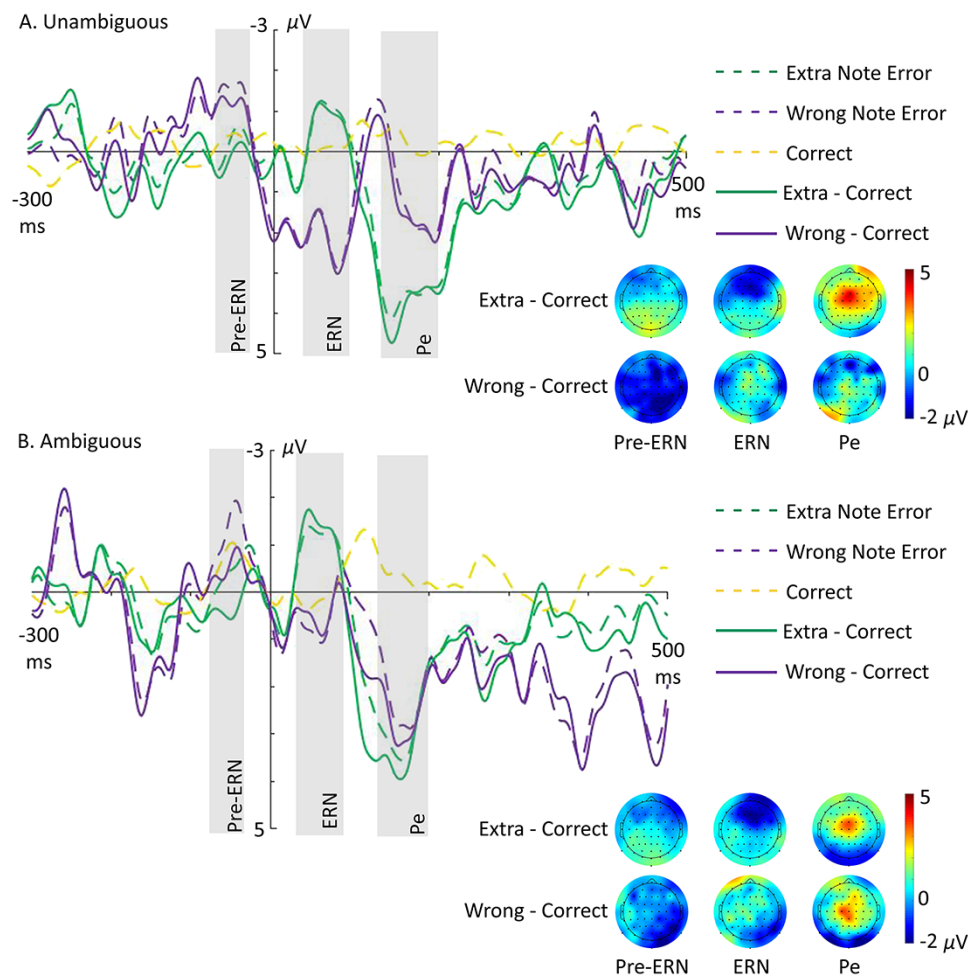 A. Unambiguous
-3
μV
-300
ms
500
ms
5
Pre-ERN
ERN
Pe
Extra Note Error
Wrong Note Error
Correct
Extra - Correct
Wrong - Correct
Extra - Correct
Wrong - Correct
Pre-ERN
ERN
Pe
5
0
-2 μV
B. Ambiguous
-3
μV
-300
ms
500
ms
5
Pre-ERN
ERN
Pe
Extra Note Error
Wrong Note Error
Correct
Extra - Correct
Wrong - Correct
Extra - Correct
Wrong - Correct
Pre-ERN
ERN
Pe
5
0
-2 μV